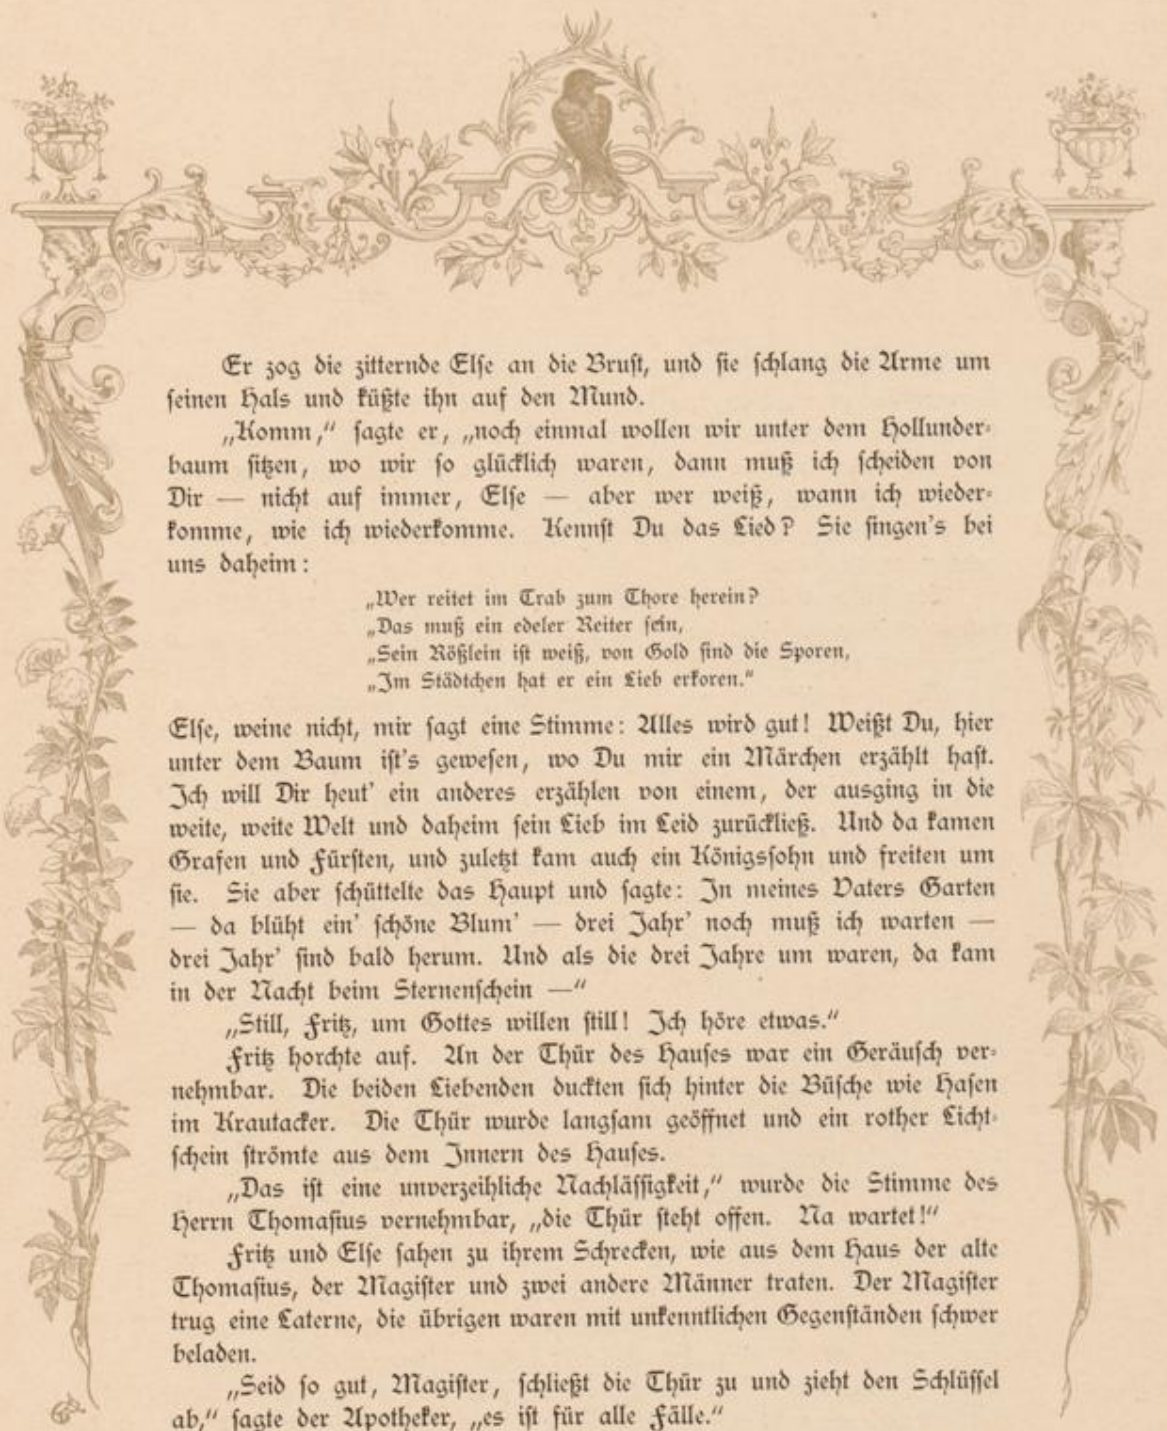 Er zog die zitternde Else an die Brust, und sie schlang die Arme um
seinen Hals und küßte ihn auf den Mund.
„Komm,“ sagte er, „noch einmal wollen wir unter dem Hollunder-
baum sitzen, wo wir so glücklich waren, dann muß ich scheiden von
Dir — nicht auf immer, Else — aber wer weiß, wann ich wieder-
komme, wie ich wiederkomme. Kennst Du das Lied? Sie singen's bei
uns daheim:
„Wer reitet im Trab zum Thore herein?
„Das muß ein edeler Reiter sein,
„Sein Rößlein ist weiß, von Gold sind die Sporen,
„Im Städtchen hat er ein Lieb erkoren.“
Else, weine nicht, mir sagt eine Stimme: Alles wird gut! Weißt Du, hier
unter dem Baum ist's gewesen, wo Du mir ein Märchen erzählt hast.
Ich will Dir heut' ein anderes erzählen von einem, der ausging in die
weite, weite Welt und daheim sein Lieb im Leid zurückließ. Und da kamen
Grafen und Fürsten, und zuletzt kam auch ein Königssohn und freiten um
sie. Sie aber schüttelte das Haupt und sagte: In meines Vaters Garten
— da blüht ein' schöne Blum' — drei Jahr' noch muß ich warten —
drei Jahr' sind bald herum. Und als die drei Jahre um waren, da kam
in der Nacht beim Sternenschein —“
„Still, Fritz, um Gottes willen still! Ich höre etwas.“
Fritz horchte auf. An der Thür des Hauses war ein Geräusch ver-
nehmbar. Die beiden Liebenden duckten sich hinter die Büsche wie Hasen
im Krautacker. Die Thür wurde langsam geöffnet und ein rother Licht-
schein strömte aus dem Innern des Hauses.
„Das ist eine unverzeihliche Nachlässigkeit,“ wurde die Stimme des
Herrn Thomasius vernehmbar, „die Thür steht offen. Na wartet!“
Fritz und Else sahen zu ihrem Schrecken, wie aus dem Haus der alte
Thomasius, der Magister und zwei andere Männer traten. Der Magister
trug eine Laterne, die übrigen waren mit unkenntlichen Gegenständen schwer
beladen.
„Seid so gut, Magister, schließt die Thür zu und zieht den Schlüssel
ab,“ sagte der Apotheker, „es ist für alle Fälle.“